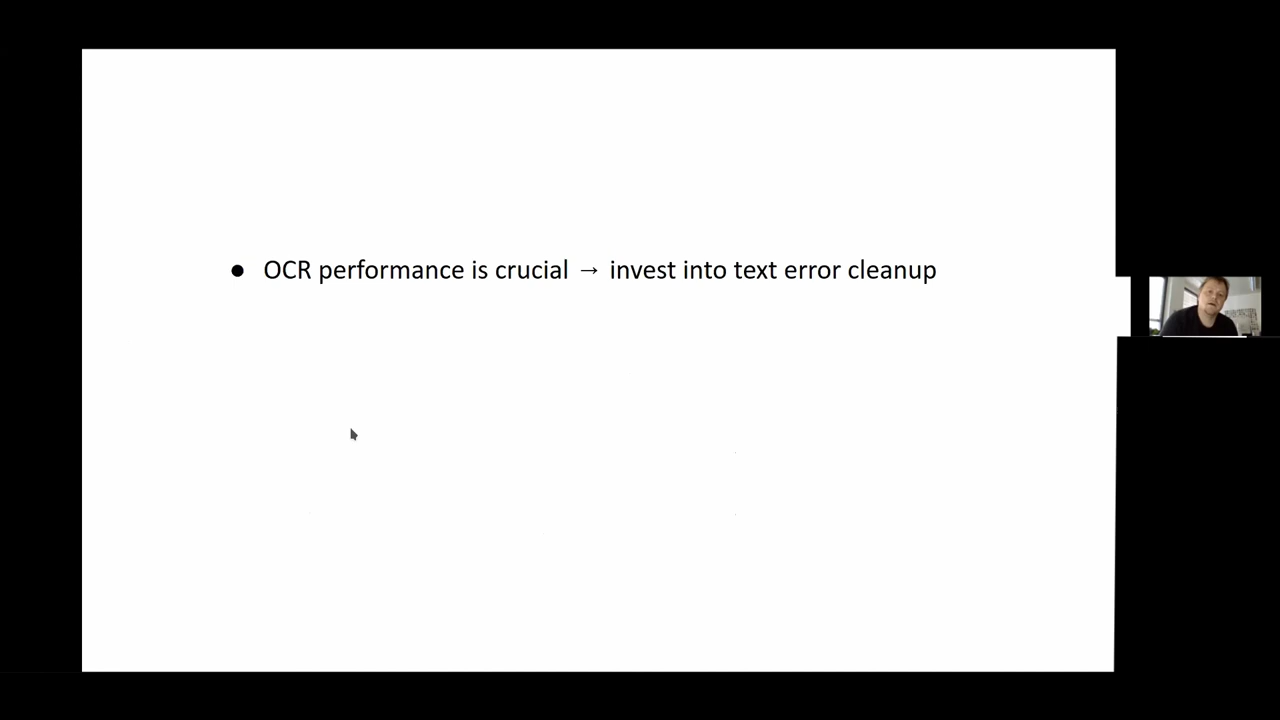 ● OCR performance is crucial → invest into text error cleanup